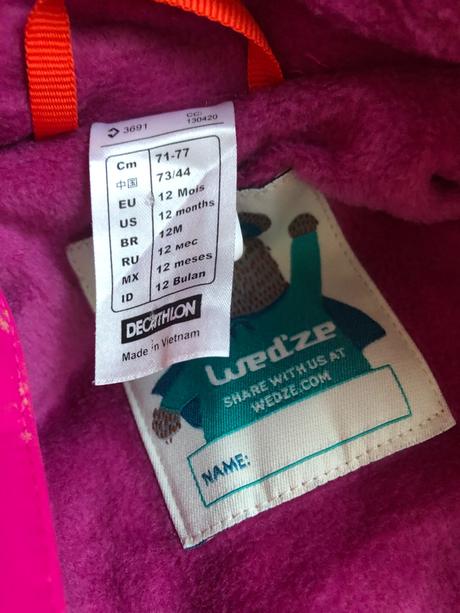 3691
CC:
130420
Cm 71-77
中国 73/44
EU 12 Mois
US 12 months
BR 12M
RU 12 мес
MX 12 meses
ID 12 Bulan
DECATHLON
Made in Vietnam
wed'ze
SHARE WITH US AT
WEDZE.COM
NAME: